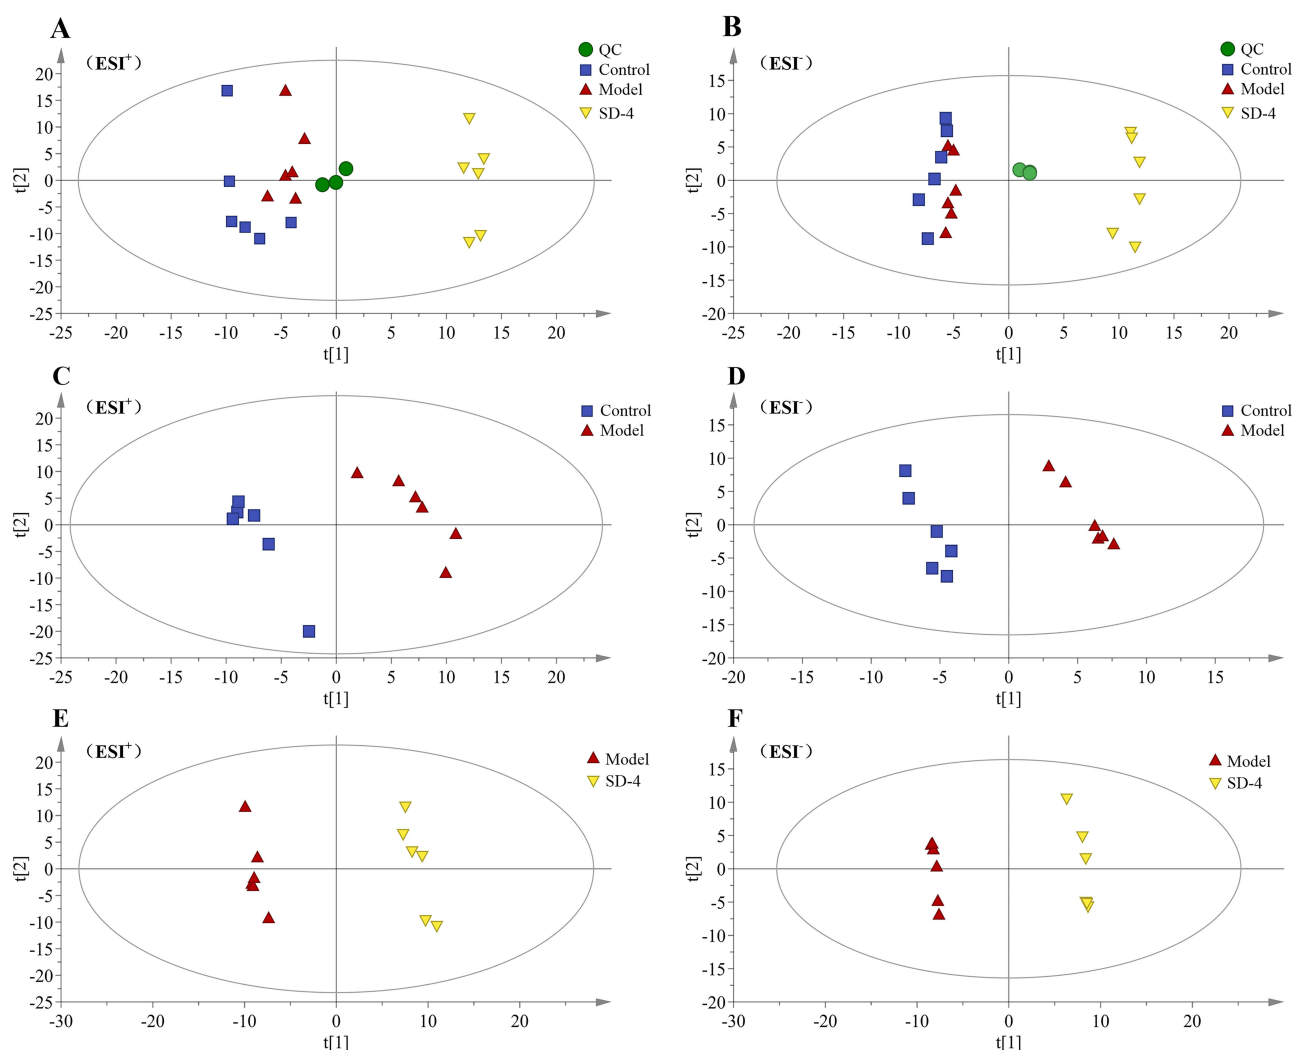 A
（ESI⁺）
QC
Control
Model
SD-4
t[2]
20
15
10
5
0
-5
-10
-15
-20
-25
-25 -20 -15 -10 -5 0 5 10 15 20
t[1]
B
（ESI⁻）
QC
Control
Model
SD-4
t[2]
15
10
5
0
-5
-10
-15
-20
-25 -20 -15 -10 -5 0 5 10 15 20
t[1]
C
（ESI⁺）
Control
Model
t[2]
20
15
10
5
0
-5
-10
-15
-20
-25
-25 -20 -15 -10 -5 0 5 10 15 20
t[1]
D
（ESI⁻）
Control
Model
t[2]
15
10
5
0
-5
-10
-15
-20
-20 -15 -10 -5 0 5 10 15
t[1]
E
（ESI⁺）
Model
SD-4
t[2]
20
15
10
5
0
-5
-10
-15
-20
-25
-30 -20 -10 0 10 20
t[1]
F
（ESI⁻）
Model
SD-4
t[2]
15
10
5
0
-5
-10
-15
-20
-30 -20 -10 0 10 20
t[1]